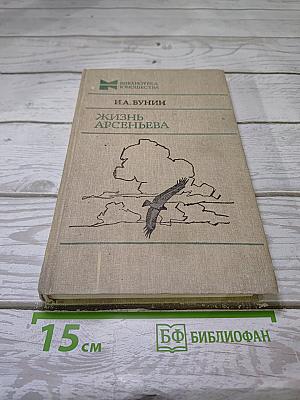 БИБЛИОТЕКА
ЮНОШЕСТВА
И.А.БУНИН
ЖИЗНЬ
АРСЕНЬЕВА
15 см
БФ БИБЛИОФАН